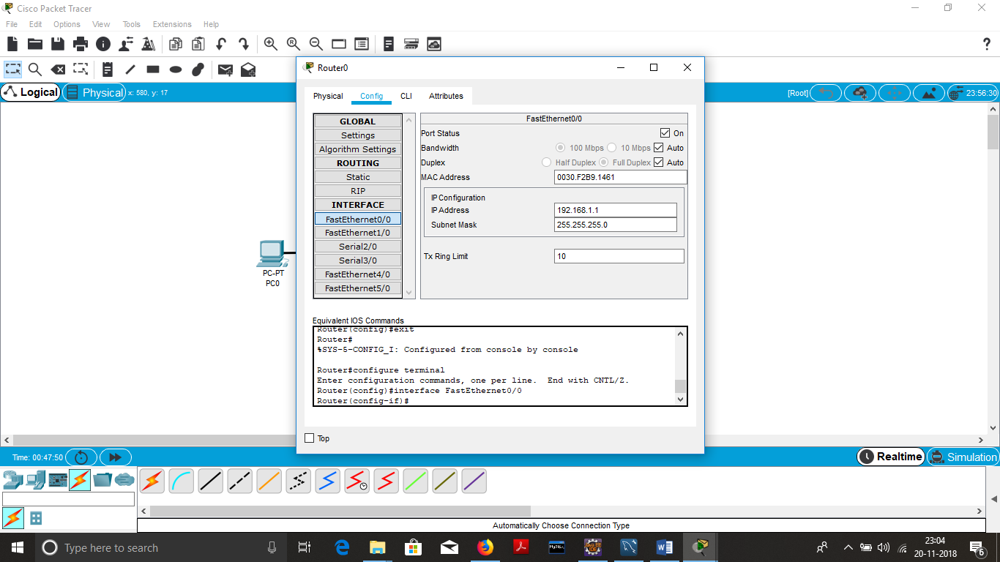 Cisco Packet Tracer
File Edit Options View Tools Extensions Help
Router0
Logical Physical x: 580, y: 17
[Root] 23:56:30
Physical Config CLI Attributes
GLOBAL
Settings
Algorithm Settings
ROUTING
Static
RIP
INTERFACE
FastEthernet0/0
FastEthernet1/0
Serial2/0
Serial3/0
FastEthernet4/0
FastEthernet5/0
FastEthernet0/0
Port Status On
Bandwidth 100 Mbps 10 Mbps Auto
Duplex Half Duplex Full Duplex Auto
MAC Address 0030.F2B9.1461
IP Configuration
IP Address 192.168.1.1
Subnet Mask 255.255.255.0
Tx Ring Limit 10
PC-PT
PC0
Equivalent IOS Commands
Router(config)#exit
Router#
%SYS-5-CONFIG_I: Configured from console by console
Router#configure terminal
Enter configuration commands, one per line. End with CNTL/Z.
Router(config)#interface FastEthernet0/0
Router(config-if)#
Top
Time: 00:47:50
Realtime Simulation
Automatically Choose Connection Type
Type here to search
MySQL
23:04
20-11-2018
6